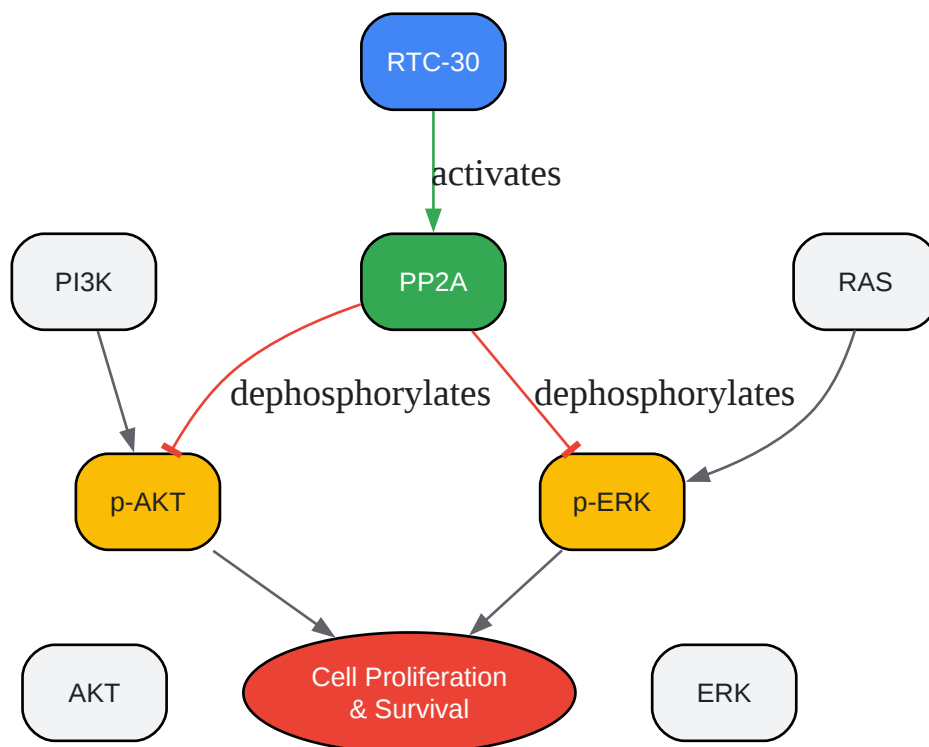 RTC-30
activates
PI3K
PP2A
RAS
dephosphorylates
dephosphorylates
p-AKT
p-ERK
AKT
Cell Proliferation
& Survival
ERK